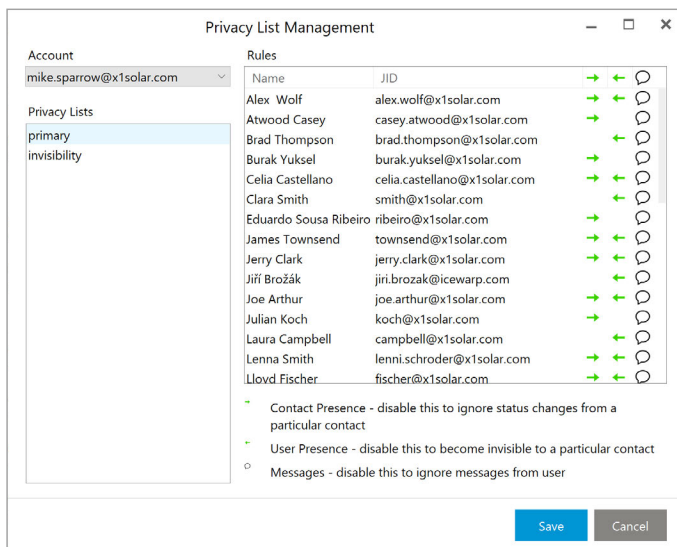 Privacy List Management
Account
mike.sparrow@x1solar.com
Privacy Lists
primary
invisibility
Rules
Name JID
Alex Wolf alex.wolf@x1solar.com
Atwood Casey casey.atwood@x1solar.com
Brad Thompson brad.thompson@x1solar.com
Burak Yuksel burak.yuksel@x1solar.com
Celia Castellano celia.castellano@x1solar.com
Clara Smith smith@x1solar.com
Eduardo Sousa Ribeiro ribeiro@x1solar.com
James Townsend townsend@x1solar.com
Jerry Clark jerry.clark@x1solar.com
Jiří Brožák jiri.brozak@icewarp.com
Joe Arthur joe.arthur@x1solar.com
Julian Koch koch@x1solar.com
Laura Campbell campbell@x1solar.com
Lenna Smith lenni.schroder@x1solar.com
Lloyd Fischer fischer@x1solar.com
Contact Presence - disable this to ignore status changes from a
particular contact
User Presence - disable this to become invisible to a particular contact
Messages - disable this to ignore messages from user
Save Cancel